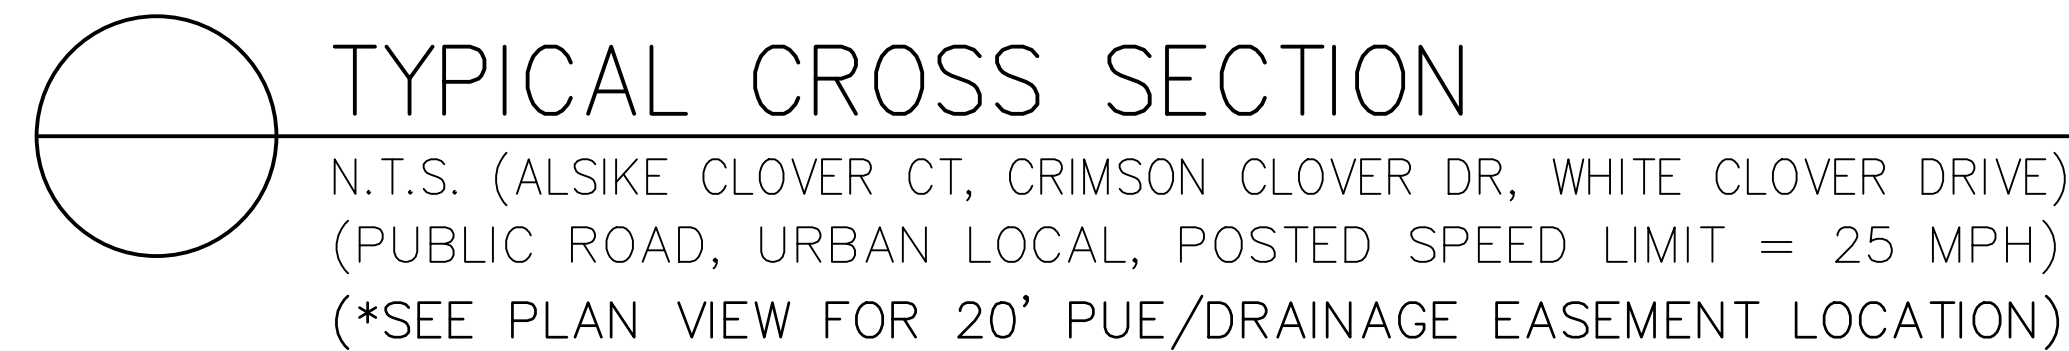 TYPICAL CROSS SECTION
N.T.S. (ALSIKE CLOVER CT, CRIMSON CLOVER DR, WHITE CLOVER DRIVE)
(PUBLIC ROAD, URBAN LOCAL, POSTED SPEED LIMIT = 25 MPH)
(*SEE PLAN VIEW FOR 20' PUE/DRAINAGE EASEMENT LOCATION)